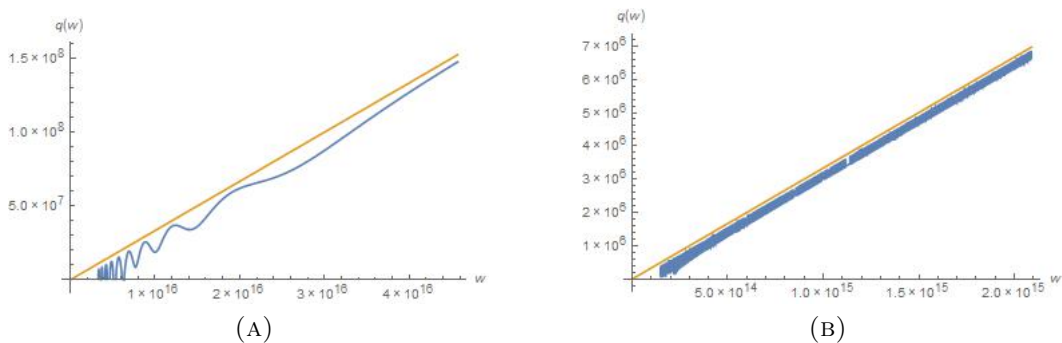 q(w)
1.5 × 10^8
1.0 × 10^8
5.0 × 10^7
1 × 10^16 2 × 10^16 3 × 10^16 4 × 10^16 w
(A)
q(w)
7 × 10^6
6 × 10^6
5 × 10^6
4 × 10^6
3 × 10^6
2 × 10^6
1 × 10^6
5.0 × 10^14 1.0 × 10^15 1.5 × 10^15 2.0 × 10^15 w
(B)